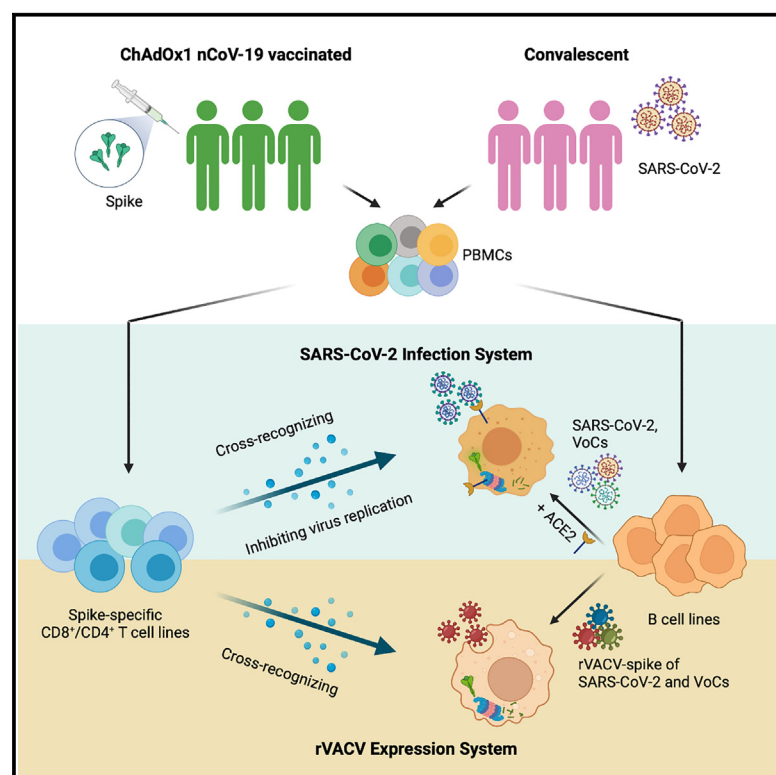 ChAdOx1 nCoV-19 vaccinated
Convalescent
Spike
SARS-CoV-2
PBMCs
SARS-CoV-2 Infection System
Cross-recognizing
Inhibiting virus replication
SARS-CoV-2,
VoCs
+ ACE2
Spike-specific
CD8⁺/CD4⁺ T cell lines
B cell lines
Cross-recognizing
rVACV-spike of
SARS-CoV-2 and VoCs
rVACV Expression System